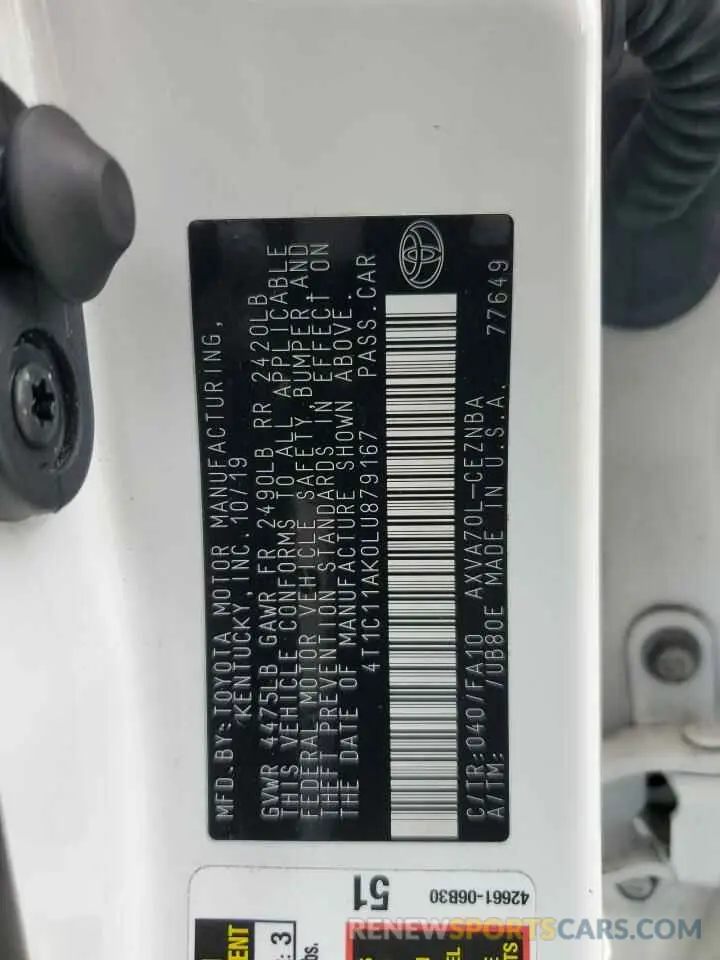 MFD. BY: TOYOTA MOTOR MANUFACTURING,
KENTUCKY, INC. 10/19
GVWR 4475LB GAWR FR 2490LB RR 2420LB
THIS VEHICLE CONFORMS TO ALL APPLICABLE
FEDERAL MOTOR VEHICLE SAFETY, BUMPER, AND
THEFT PREVENTION STANDARDS IN EFFECT ON
THE DATE OF MANUFACTURE SHOWN ABOVE.
4T1C11AK0LU879167 PASS. CAR
C/TR: 040/FA10 AXVA70L-CEZNBA
A/TM: /UB80E MADE IN U.S.A. 77649
51
42661-06B30
: 3
RENEWSPORTSCARS.COM